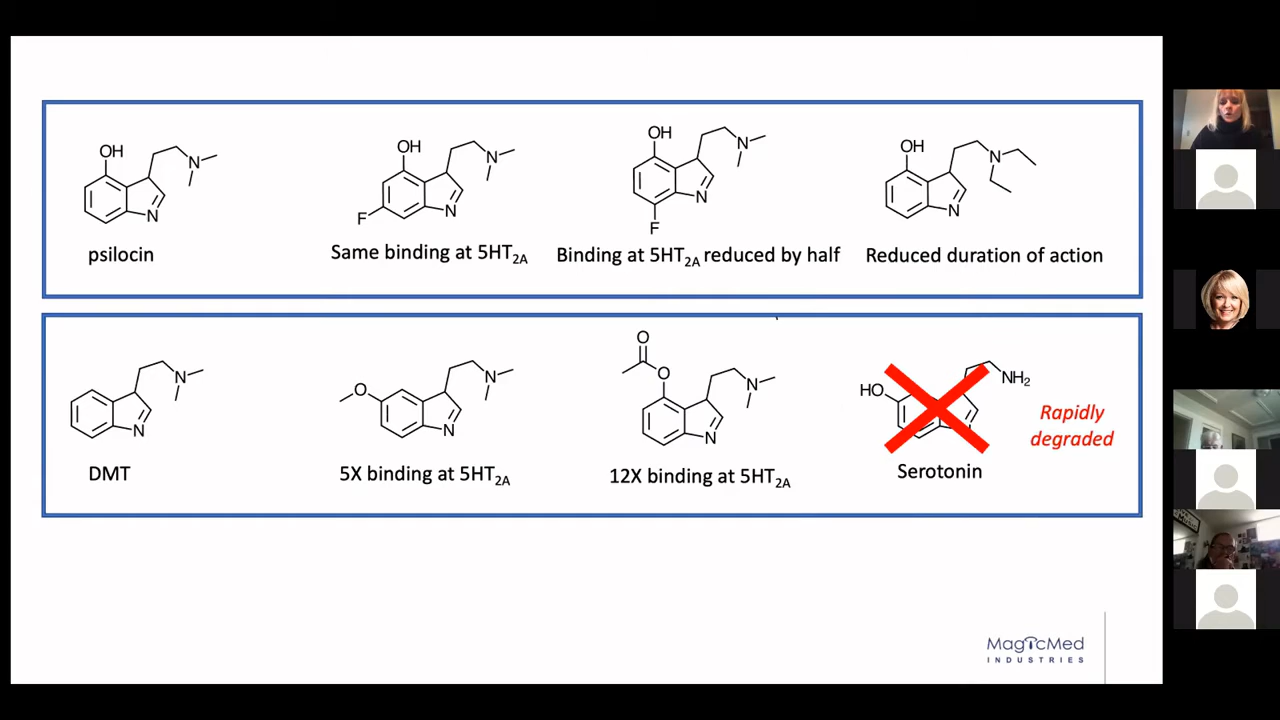 OH
N
N
psilocin
OH
N
F
N
Same binding at 5HT2A
OH
N
N
F
Binding at 5HT2A reduced by half
OH
N
N
Reduced duration of action
N
N
DMT
O
N
N
5X binding at 5HT2A
O
O
N
N
12X binding at 5HT2A
HO
NH2
Serotonin
Rapidly
degraded
MagicMed
INDUSTRIES